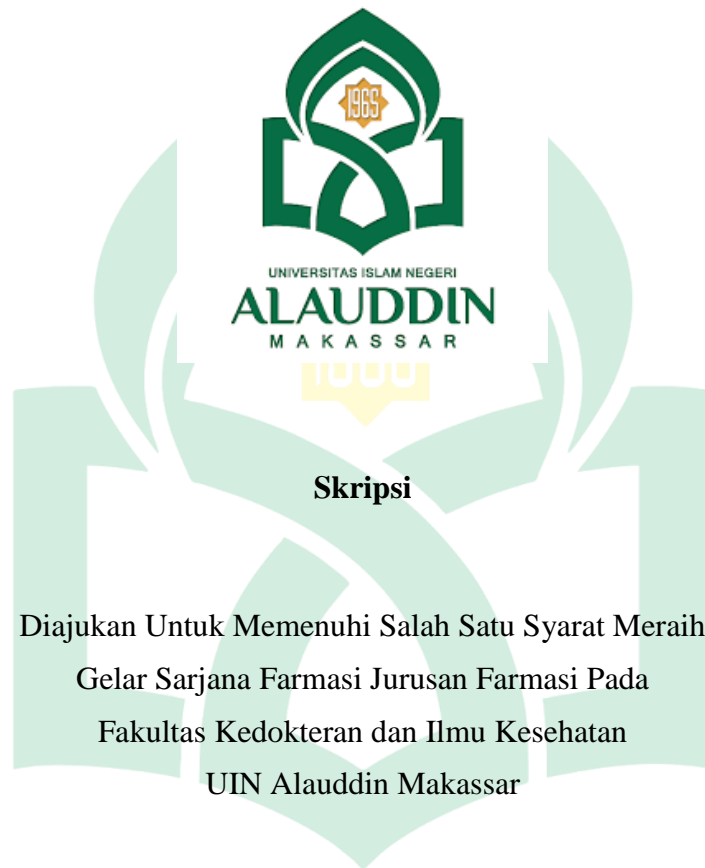 1965
UNIVERSITAS ISLAM NEGERI
ALAUDDIN
MAKASSAR
Skripsi
Diajukan Untuk Memenuhi Salah Satu Syarat Meraih
Gelar Sarjana Farmasi Jurusan Farmasi Pada
Fakultas Kedokteran dan Ilmu Kesehatan
UIN Alauddin Makassar